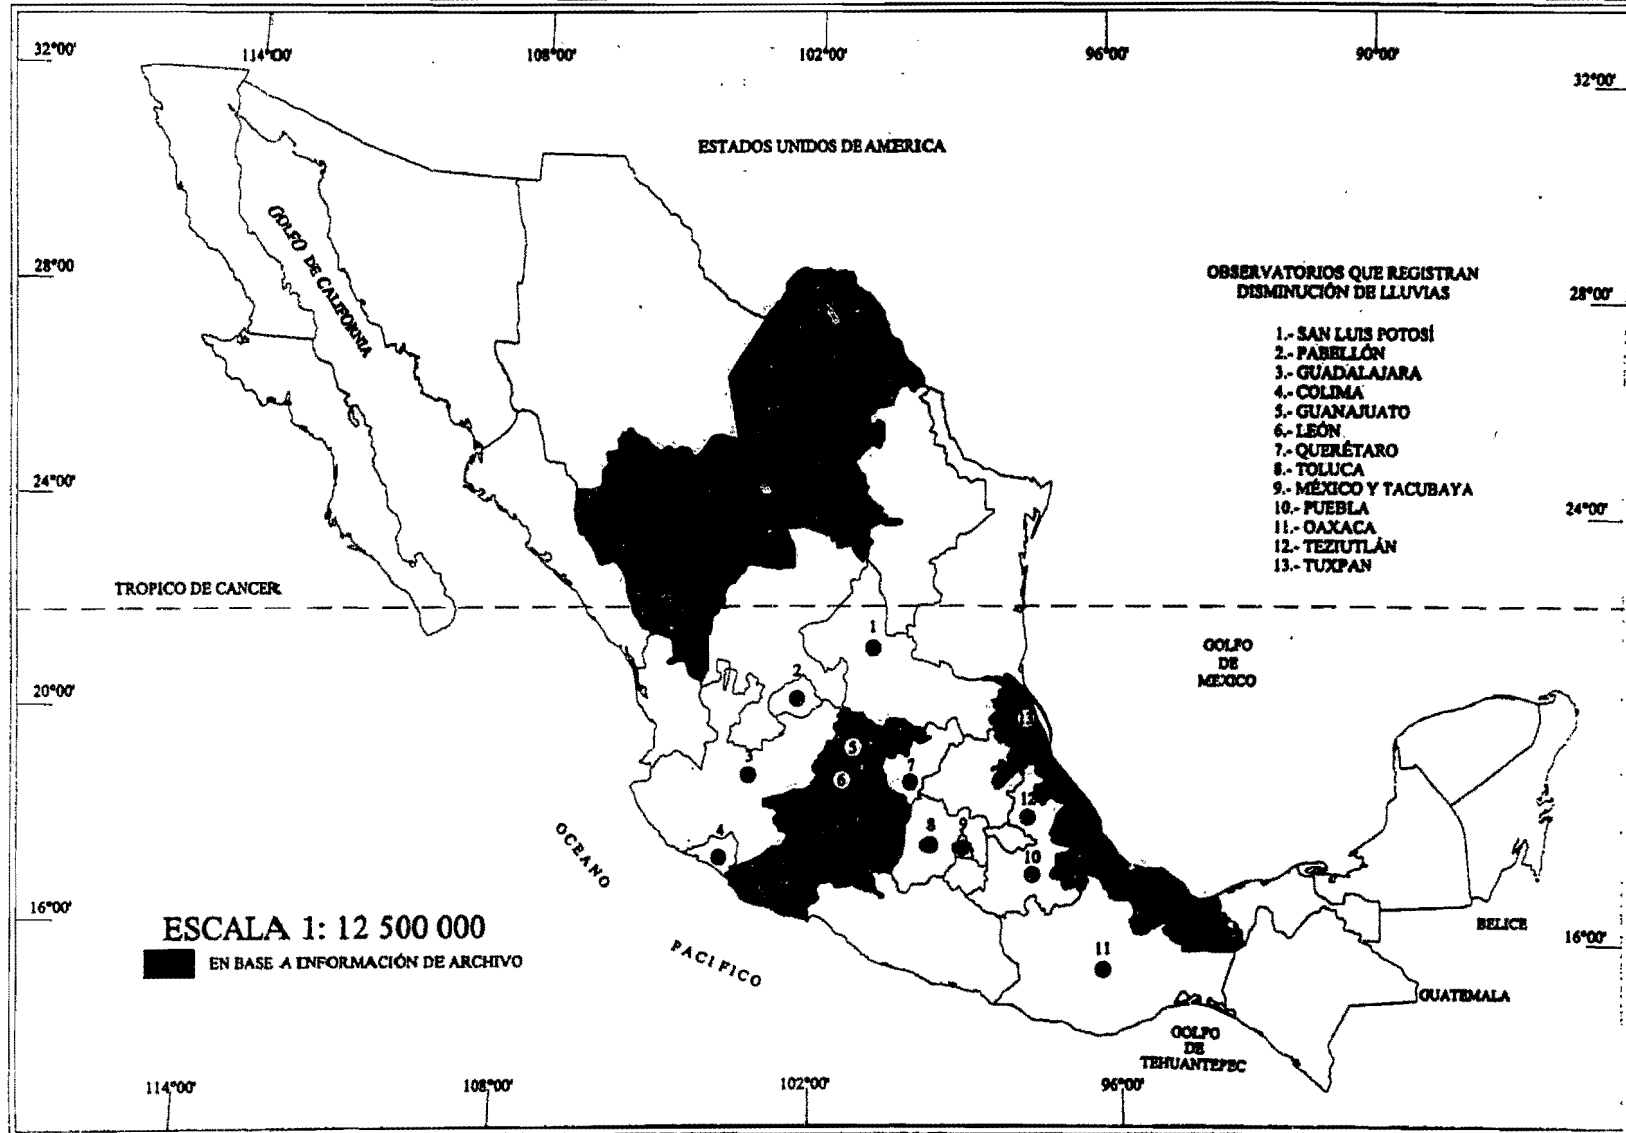 32°00'
114°00'
108°00'
102°00'
96°00'
90°00'
32°00'
ESTADOS UNIDOS DE AMERICA
GOLFO DE CALIFORNIA
28°00
28°00'
OBSERVATORIOS QUE REGISTRAN
DISMINUCIÓN DE LLUVIAS
1.- SAN LUIS POTOSÍ
2.- PABELLÓN
3.- GUADALAJARA
4.- COLIMA
5.- GUANAJUATO
6.- LEÓN
7.- QUERÉTARO
8.- TOLUCA
9.- MÉXICO Y TACUBAYA
10.- PUEBLA
11.- OAXACA
12.- TEZIUTLÁN
13.- TUXPAN
24°00'
24°00'
TROPICO DE CANCER
GOLFO
DE
MEXICO
1
2
20°00'
13
5
3
6
7
12
4
8
9
10
OCEANO
PACIFICO
16°00'
16°00'
ESCALA 1: 12 500 000
EN BASE A INFORMACIÓN DE ARCHIVO
11
BELICE
GUATEMALA
GOLFO
DE
TEHUANTEPEC
114°00'
108°00'
102°00'
96°00'